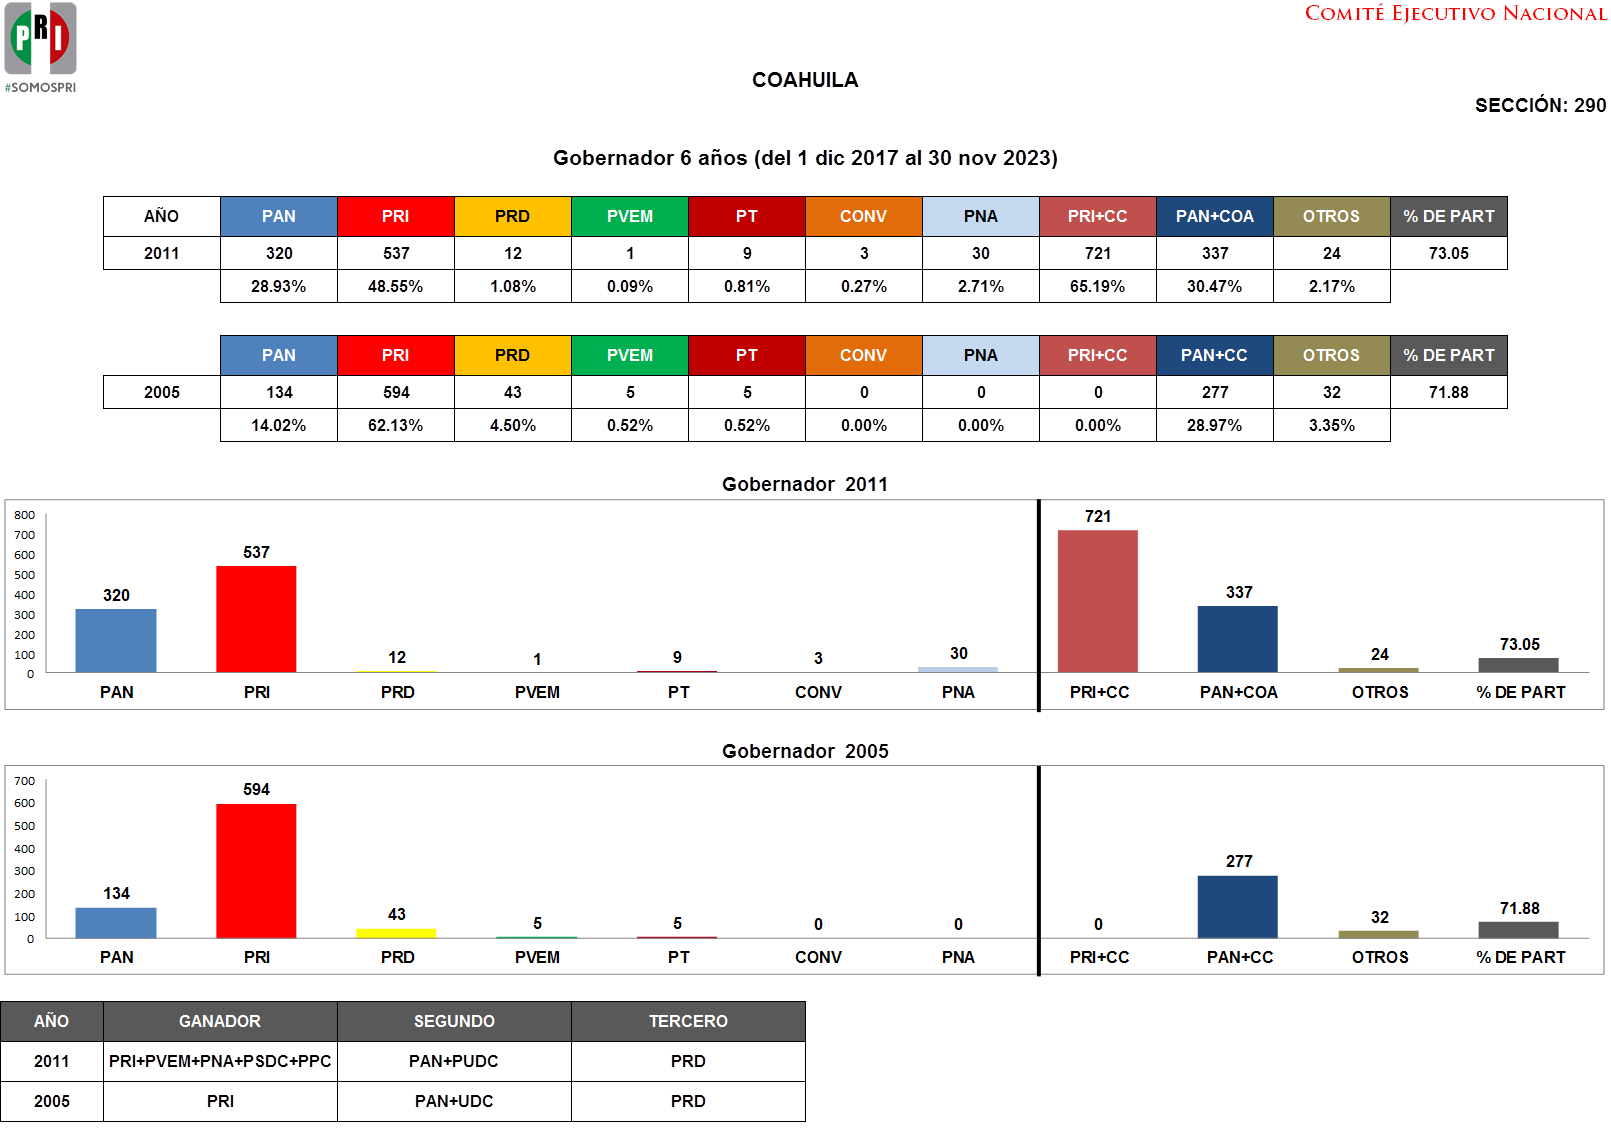 PRI
#SOMOSPRI
COMITÉ EJECUTIVO NACIONAL
COAHUILA
SECCIÓN: 290
Gobernador 6 años (del 1 dic 2017 al 30 nov 2023)
AÑO PAN PRI PRD PVEM PT CONV PNA PRI+CC PAN+COA OTROS % DE PART
2011 320 537 12 1 9 3 30 721 337 24 73.05
28.93% 48.55% 1.08% 0.09% 0.81% 0.27% 2.71% 65.19% 30.47% 2.17%
PAN PRI PRD PVEM PT CONV PNA PRI+CC PAN+CC OTROS % DE PART
2005 134 594 43 5 5 0 0 0 277 32 71.88
14.02% 62.13% 4.50% 0.52% 0.52% 0.00% 0.00% 0.00% 28.97% 3.35%
Gobernador 2011
800
700
600
500
400
300
200
100
0
320 537 12 1 9 3 30 721 337 24 73.05
PAN PRI PRD PVEM PT CONV PNA PRI+CC PAN+COA OTROS % DE PART
Gobernador 2005
700
600
500
400
300
200
100
0
134 594 43 5 5 0 0 0 277 32 71.88
PAN PRI PRD PVEM PT CONV PNA PRI+CC PAN+CC OTROS % DE PART
AÑO GANADOR SEGUNDO TERCERO
2011 PRI+PVEM+PNA+PSDC+PPC PAN+PUDC PRD
2005 PRI PAN+UDC PRD